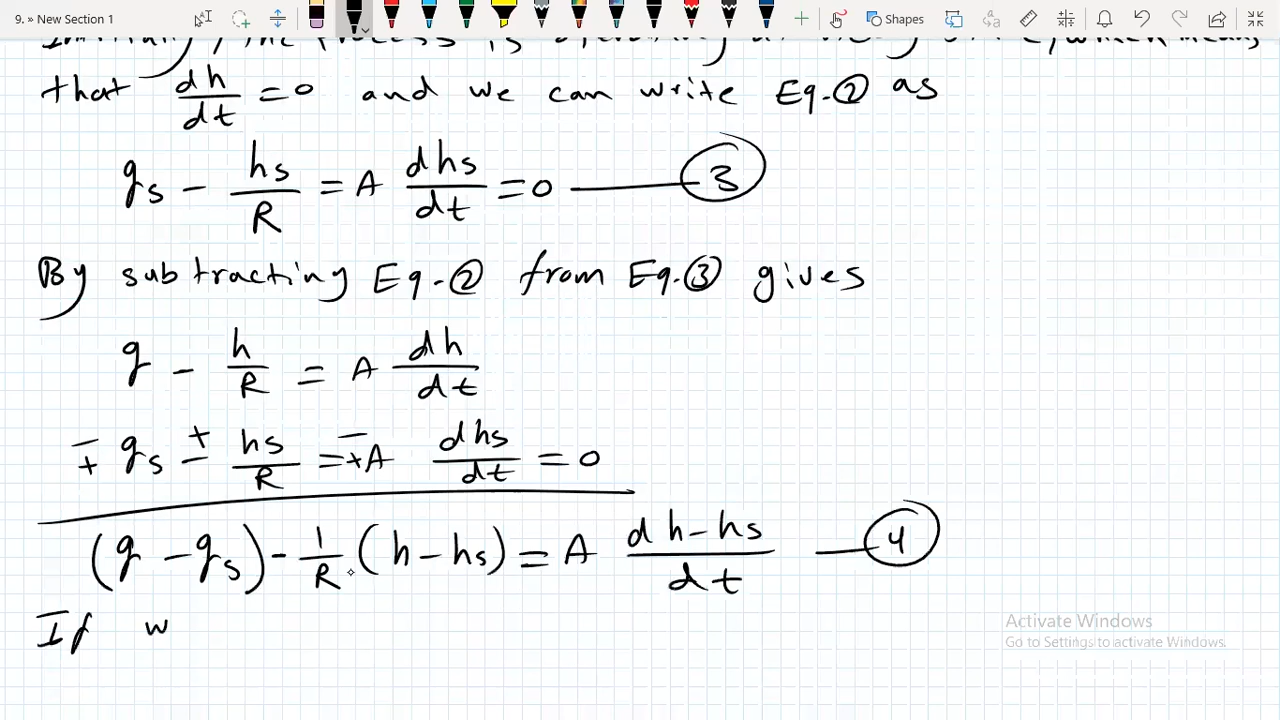 9. » New Section 1
Shapes
that dh/dt = 0 and we can write Eq.② as
qs − hs/R = A dhs/dt = 0 —— ③
By subtracting Eq.② from Eq.③ gives
q − h/R = A dh/dt
∓ qs ± hs/R = ∓A dhs/dt = 0
(q − qs) − 1/R (h − hs) = A dh−hs/dt —— ④
If w
Activate Windows
Go to Settings to activate Windows.